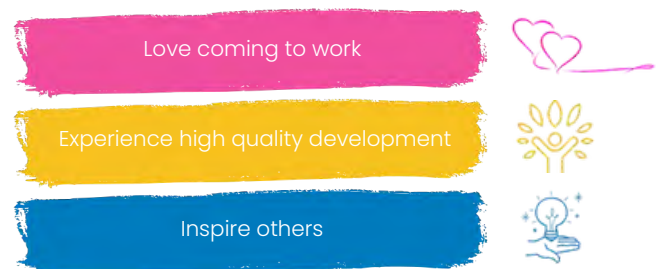 Love coming to work
Experience high quality development
Inspire others